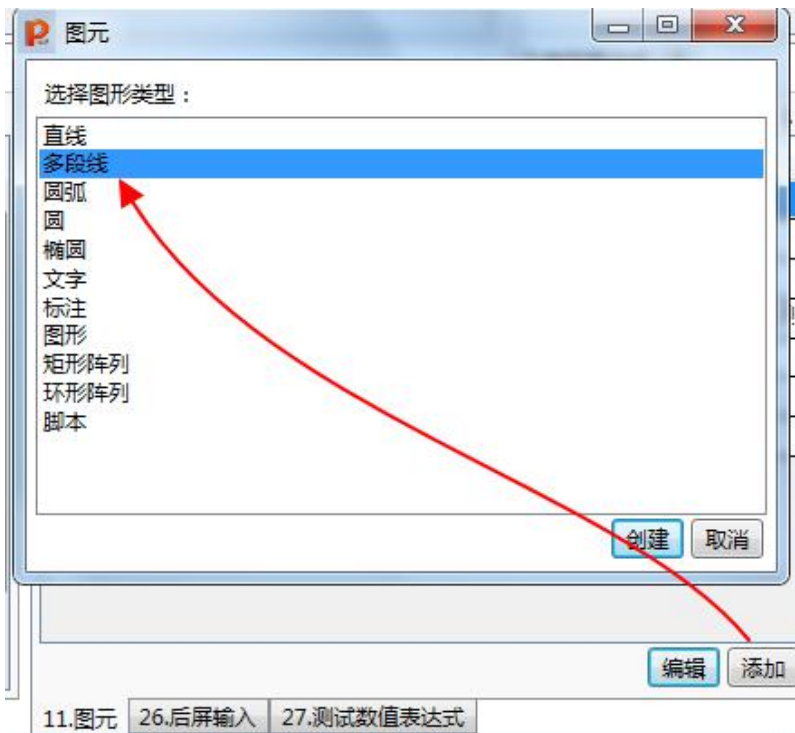 图元
选择图形类型：
直线
多段线
圆弧
圆
椭圆
文字
标注
图形
矩形阵列
环形阵列
脚本
创建 取消
编辑 添加
11.图元 26.后屏输入 27.测试数值表达式